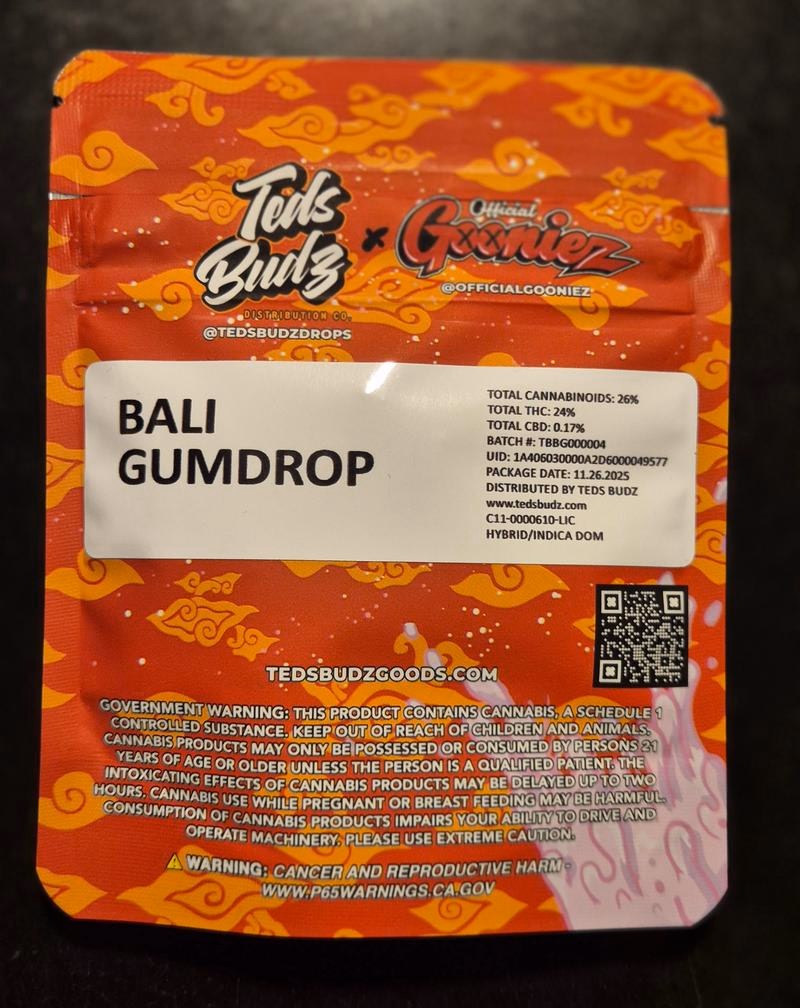 Teds
Budz
DISTRIBUTION CO.
@TEDSBUDZDROPS
x
Official
Gooniez
@OFFICIALGOONIEZ
BALI
GUMDROP
TOTAL CANNABINOIDS: 26%
TOTAL THC: 24%
TOTAL CBD: 0.17%
BATCH #: TBBG000004
UID: 1A406030000A2D6000049577
PACKAGE DATE: 11.26.2025
DISTRIBUTED BY TEDS BUDZ
www.tedsbudz.com
C11-0000610-LIC
HYBRID/INDICA DOM
TEDSBUDZGOODS.COM
GOVERNMENT WARNING: THIS PRODUCT CONTAINS CANNABIS, A SCHEDULE 1
CONTROLLED SUBSTANCE. KEEP OUT OF REACH OF CHILDREN AND ANIMALS.
CANNABIS PRODUCTS MAY ONLY BE POSSESSED OR CONSUMED BY PERSONS 21
YEARS OF AGE OR OLDER UNLESS THE PERSON IS A QUALIFIED PATIENT. THE
INTOXICATING EFFECTS OF CANNABIS PRODUCTS MAY BE DELAYED UP TO TWO
HOURS. CANNABIS USE WHILE PREGNANT OR BREAST FEEDING MAY BE HARMFUL.
CONSUMPTION OF CANNABIS PRODUCTS IMPAIRS YOUR ABILITY TO DRIVE AND
OPERATE MACHINERY. PLEASE USE EXTREME CAUTION.
⚠ WARNING: CANCER AND REPRODUCTIVE HARM -
WWW.P65WARNINGS.CA.GOV